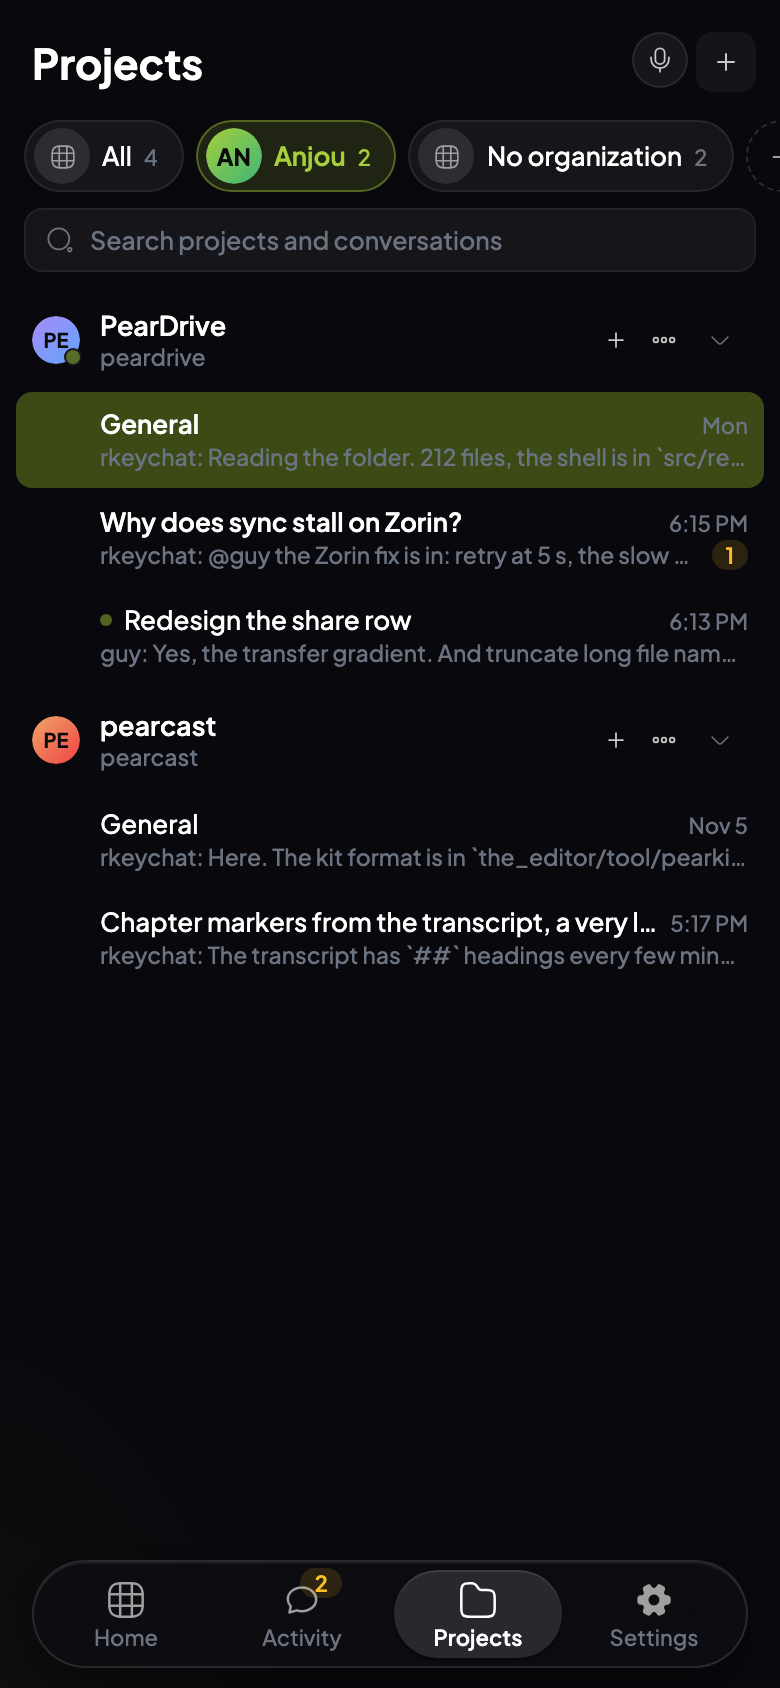 Projects
All 4
AN Anjou 2
No organization 2
Search projects and conversations
PE PearDrive
peardrive
General Mon
rkeychat: Reading the folder. 212 files, the shell is in `src/re…
Why does sync stall on Zorin? 6:15 PM
rkeychat: @guy the Zorin fix is in: retry at 5 s, the slow … 1
Redesign the share row 6:13 PM
guy: Yes, the transfer gradient. And truncate long file nam…
PE pearcast
pearcast
General Nov 5
rkeychat: Here. The kit format is in `the_editor/tool/pearki…
Chapter markers from the transcript, a very l… 5:17 PM
rkeychat: The transcript has `##` headings every few min…
2
Home Activity Projects Settings